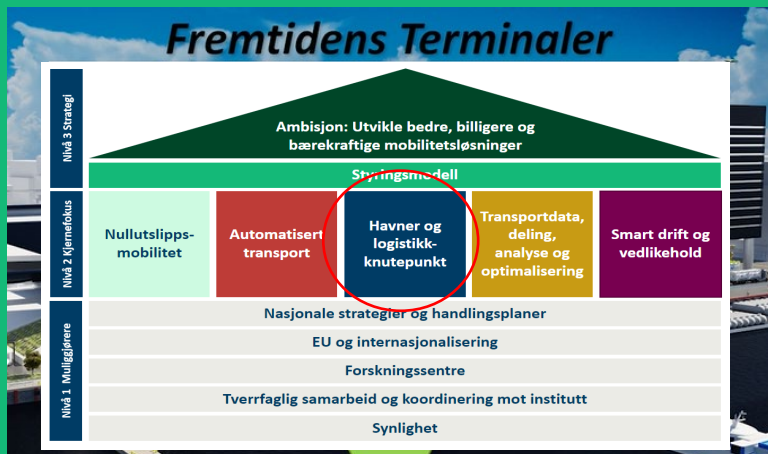 Fremtidens Terminaler
Nivå 3 Strategi
Ambisjon: Utvikle bedre, billigere og
bærekraftige mobilitetsløsninger
Styringsmodell
Nivå 2 Kjernefokus
Nullutslipps-
mobilitet
Automatisert
transport
Havner og
logistikk-
knutepunkt
Transportdata,
deling,
analyse og
optimalisering
Smart drift og
vedlikehold
Nivå 1 Muliggjørere
Nasjonale strategier og handlingsplaner
EU og internasjonalisering
Forskningssentre
Tverrfaglig samarbeid og koordinering mot institutt
Synlighet